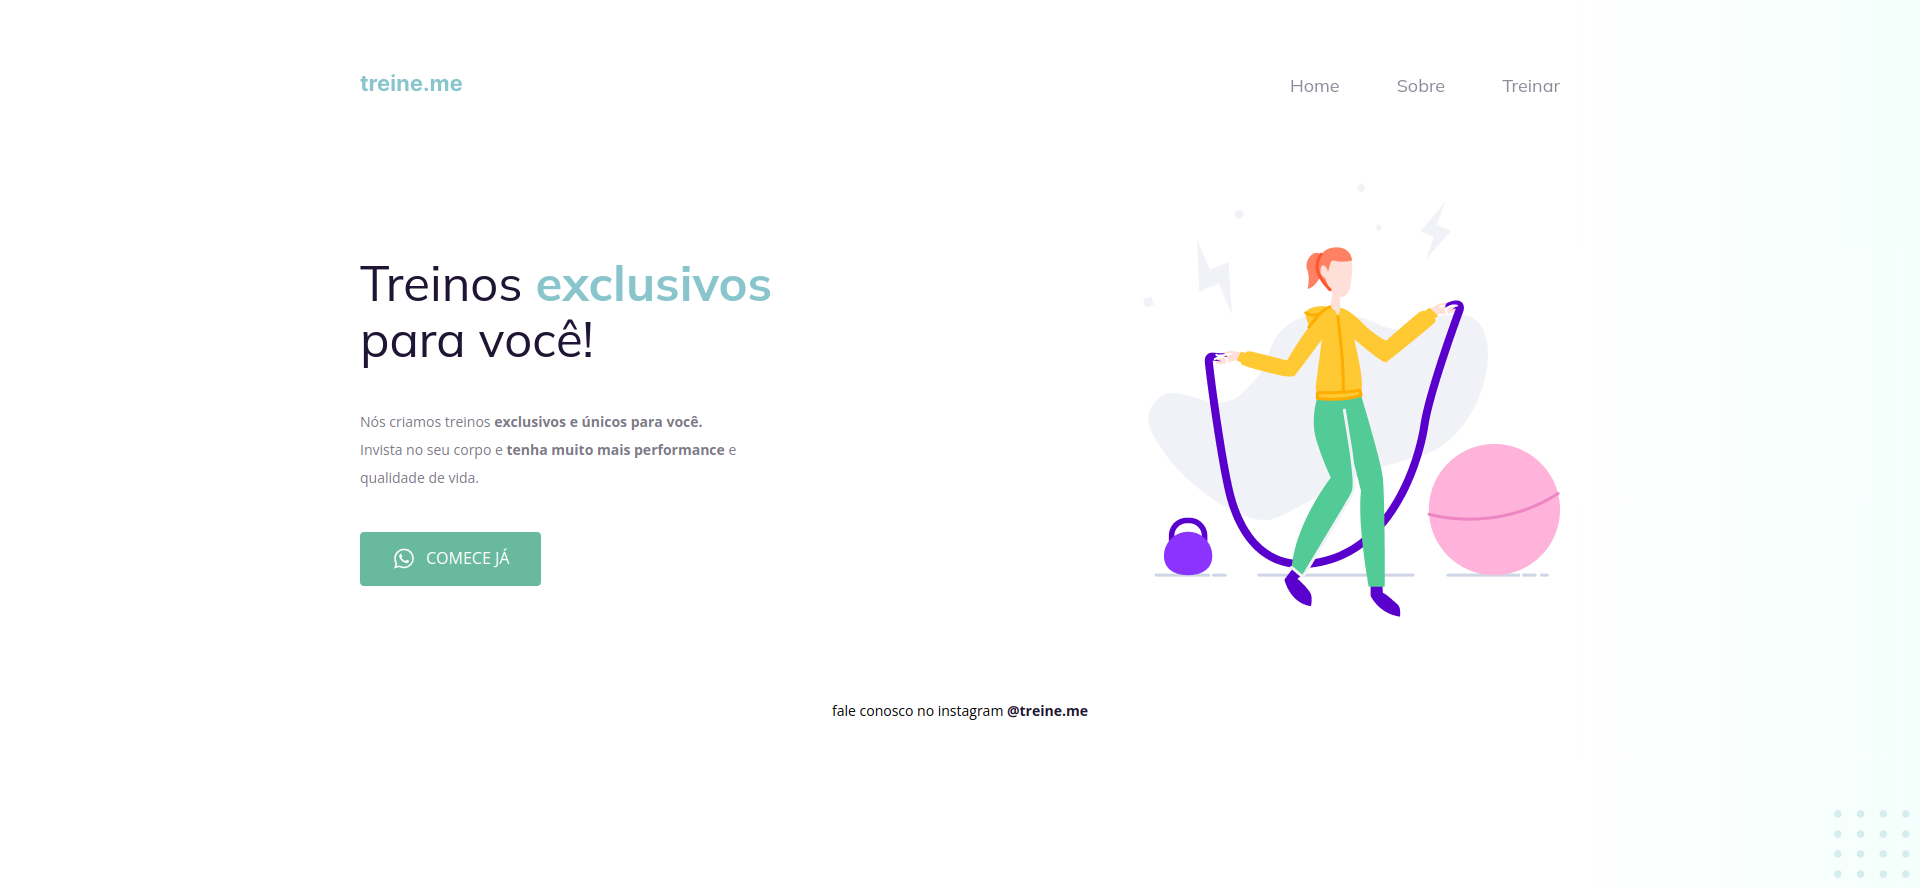 treine.me
Home
Sobre
Treinar
Treinos exclusivos
para você!
Nós criamos treinos exclusivos e únicos para você.
Invista no seu corpo e tenha muito mais performance e
qualidade de vida.
COMECE JÁ
fale conosco no instagram @treine.me